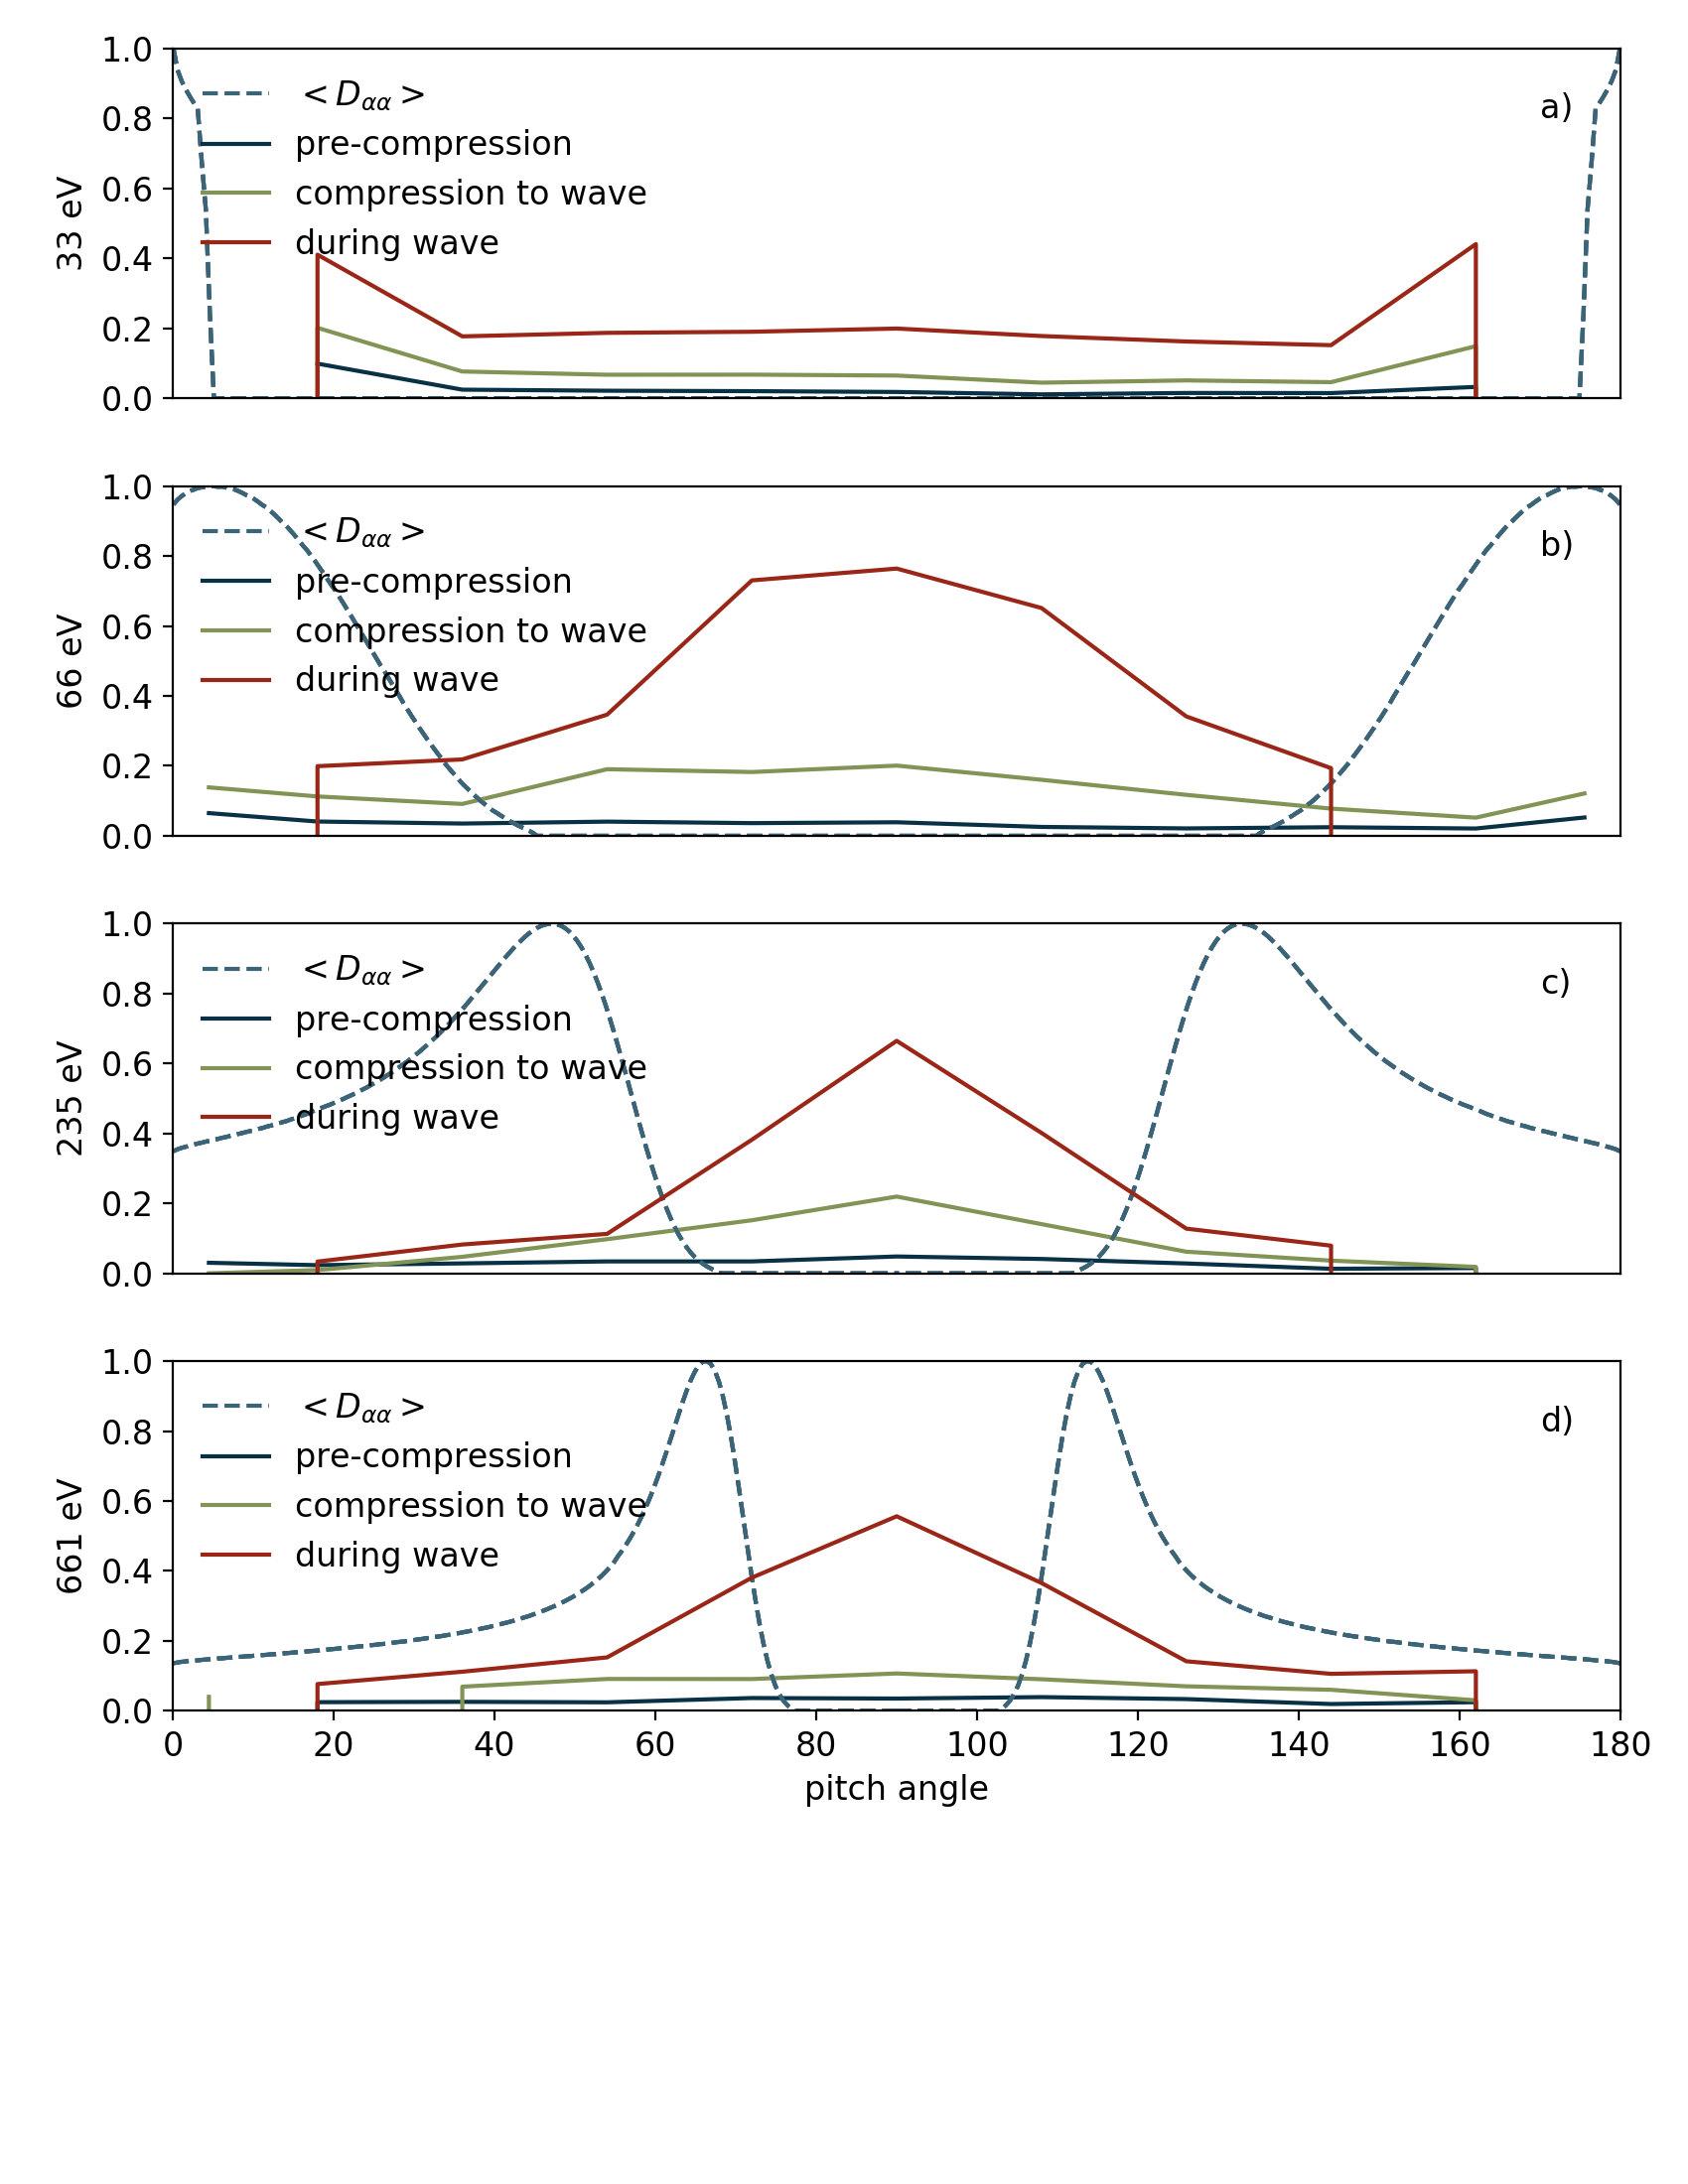 1.0
0.8
0.6
0.4
0.2
0.0
33 eV
< Dαα >
pre-compression
compression to wave
during wave
a)
1.0
0.8
0.6
0.4
0.2
0.0
66 eV
< Dαα >
pre-compression
compression to wave
during wave
b)
1.0
0.8
0.6
0.4
0.2
0.0
235 eV
< Dαα >
pre-compression
compression to wave
during wave
c)
1.0
0.8
0.6
0.4
0.2
0.0
661 eV
< Dαα >
pre-compression
compression to wave
during wave
d)
0 20 40 60 80 100 120 140 160 180
pitch angle